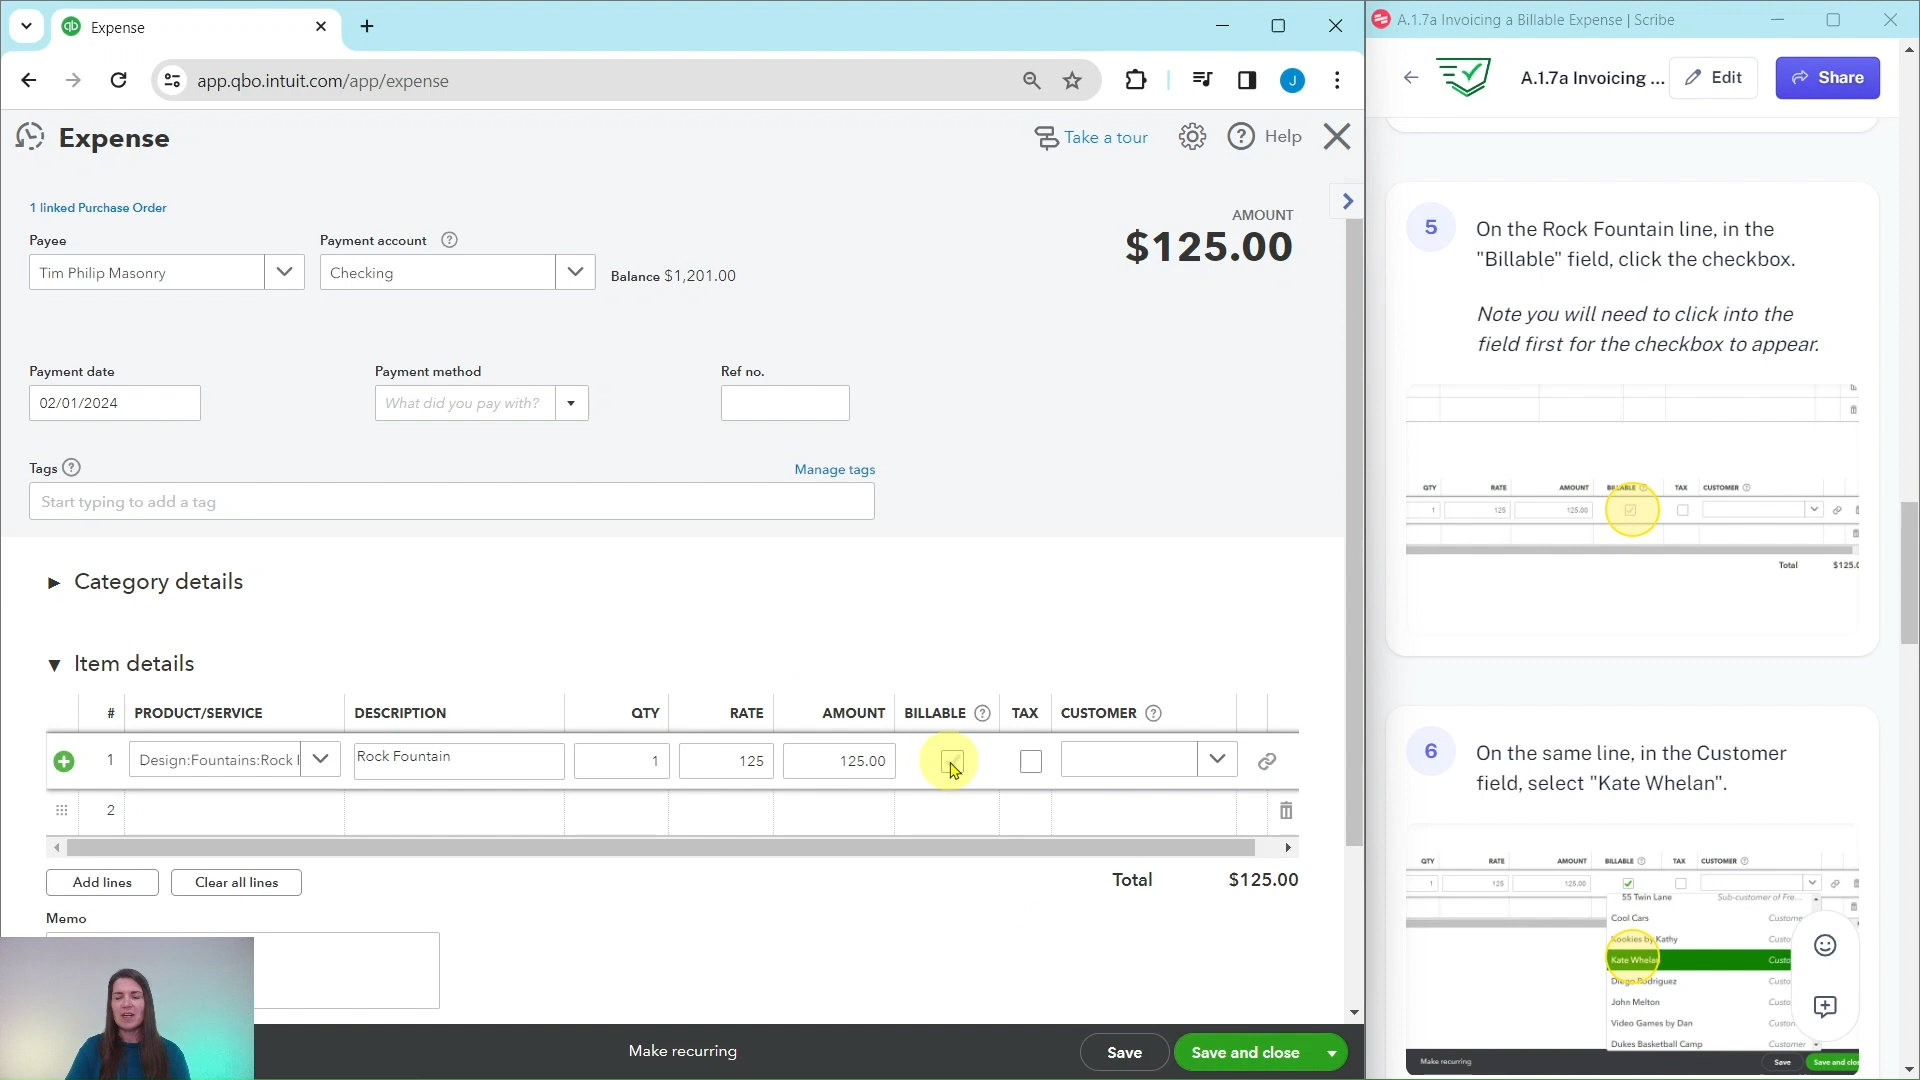 Expense
A.1.7a Invoicing a Billable Expense | Scribe
app.qbo.intuit.com/app/expense
J
A.1.7a Invoicing ...
Edit
Share
Expense
Take a tour
Help
1 linked Purchase Order
AMOUNT
$125.00
Payee
Payment account
Tim Philip Masonry
Checking
Balance $1,201.00
Payment date
Payment method
Ref no.
02/01/2024
What did you pay with?
Tags
Manage tags
Start typing to add a tag
Category details
Item details
# PRODUCT/SERVICE DESCRIPTION QTY RATE AMOUNT BILLABLE TAX CUSTOMER
1 Design:Fountains:Rock Rock Fountain 1 125 125.00
2
Add lines
Clear all lines
Total $125.00
Memo
Make recurring
Save
Save and close
5
On the Rock Fountain line, in the
"Billable" field, click the checkbox.
Note you will need to click into the
field first for the checkbox to appear.
QTY RATE AMOUNT BILLABLE TAX CUSTOMER
1 125 125.00
Total $125.0
6
On the same line, in the Customer
field, select "Kate Whelan".
QTY RATE AMOUNT BILLABLE TAX CUSTOMER
1 125 125.00
55 Twin Lane Sub-customer of Fre...
Cool Cars Custome
Kookies by Kathy Custo
Kate Whelan Custo
Diego Rodriguez Custo
John Melton Custo
Video Games by Dan Custom
Dukes Basketball Camp Customer
Make recurring
Save
Save and clos